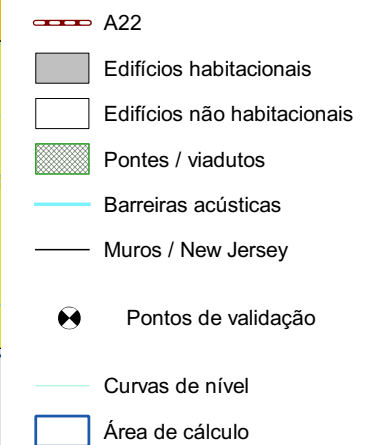 A22
Edifícios habitacionais
Edifícios não habitacionais
Pontes / viadutos
Barreiras acústicas
Muros / New Jersey
Pontos de validação
Curvas de nível
Área de cálculo